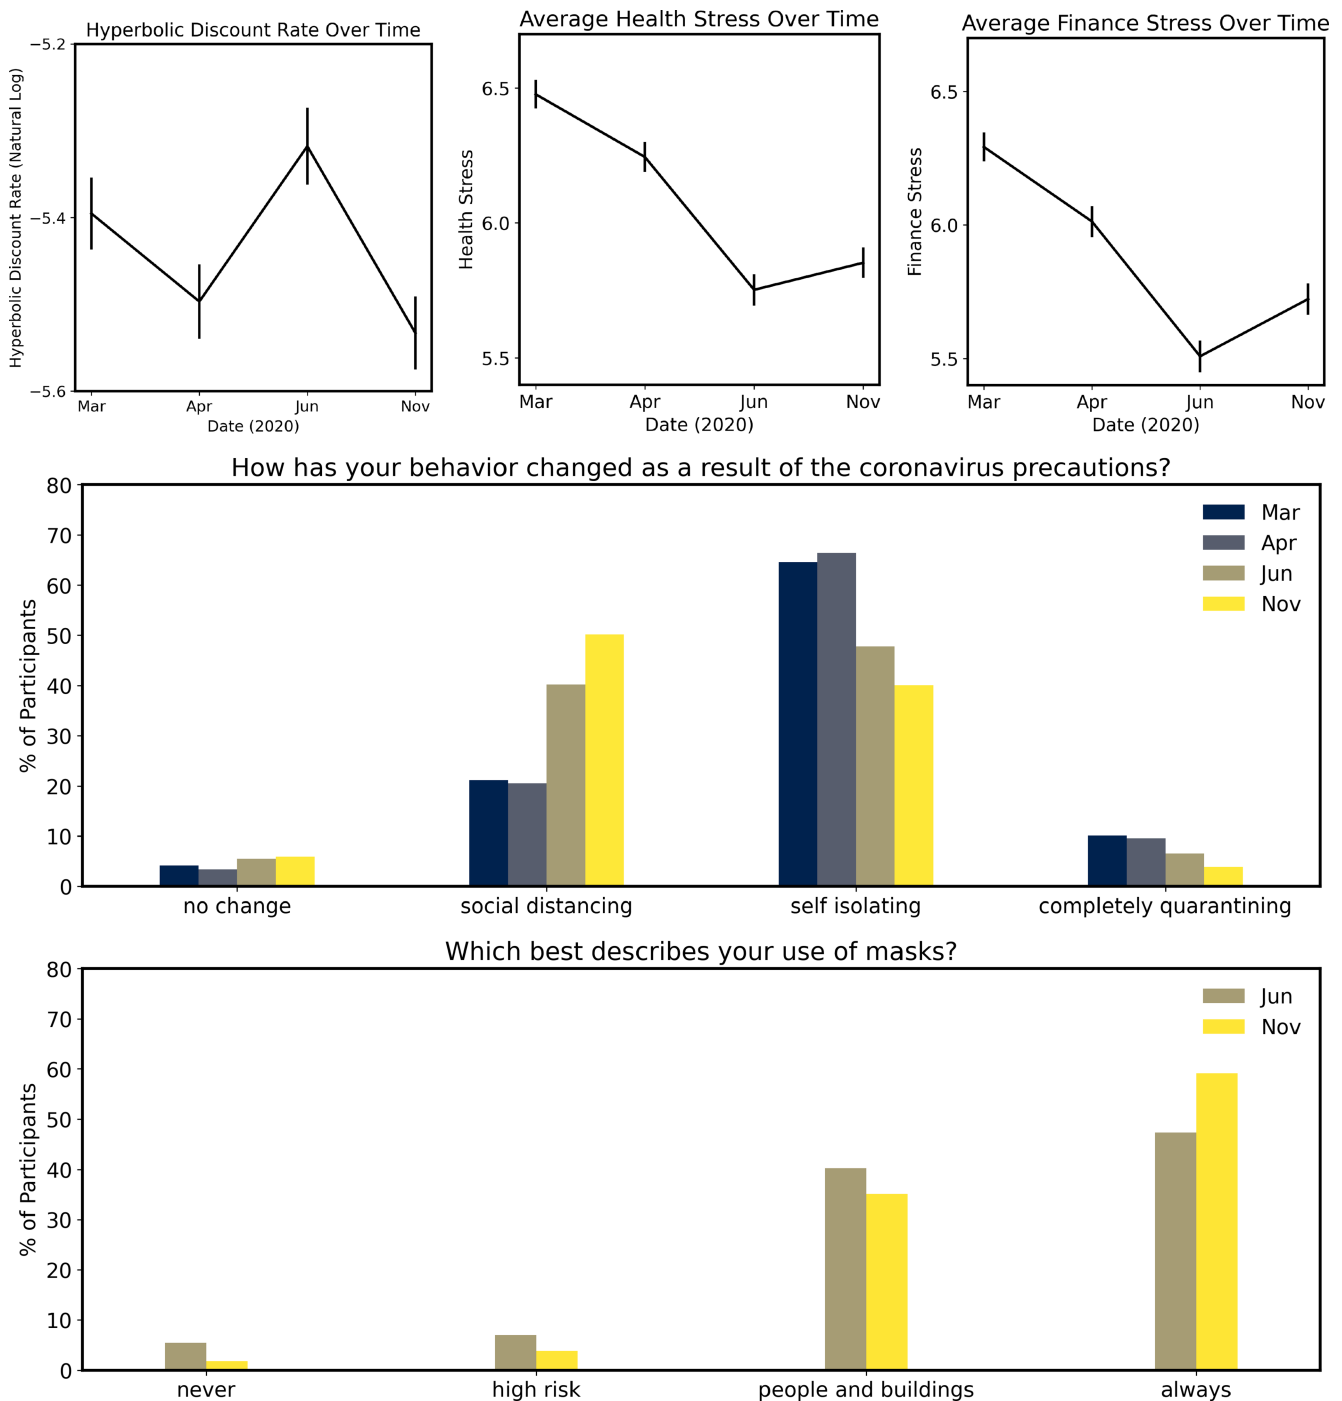 Hyperbolic Discount Rate Over Time
Hyperbolic Discount Rate (Natural Log)
−5.2
−5.4
−5.6
Mar Apr Jun Nov
Date (2020)
Average Health Stress Over Time
Health Stress
6.5
6.0
5.5
Mar Apr Jun Nov
Date (2020)
Average Finance Stress Over Time
Finance Stress
6.5
6.0
5.5
Mar Apr Jun Nov
Date (2020)
How has your behavior changed as a result of the coronavirus precautions?
% of Participants
80
70
60
50
40
30
20
10
0
Mar
Apr
Jun
Nov
no change social distancing self isolating completely quarantining
Which best describes your use of masks?
% of Participants
80
70
60
50
40
30
20
10
0
Jun
Nov
never high risk people and buildings always